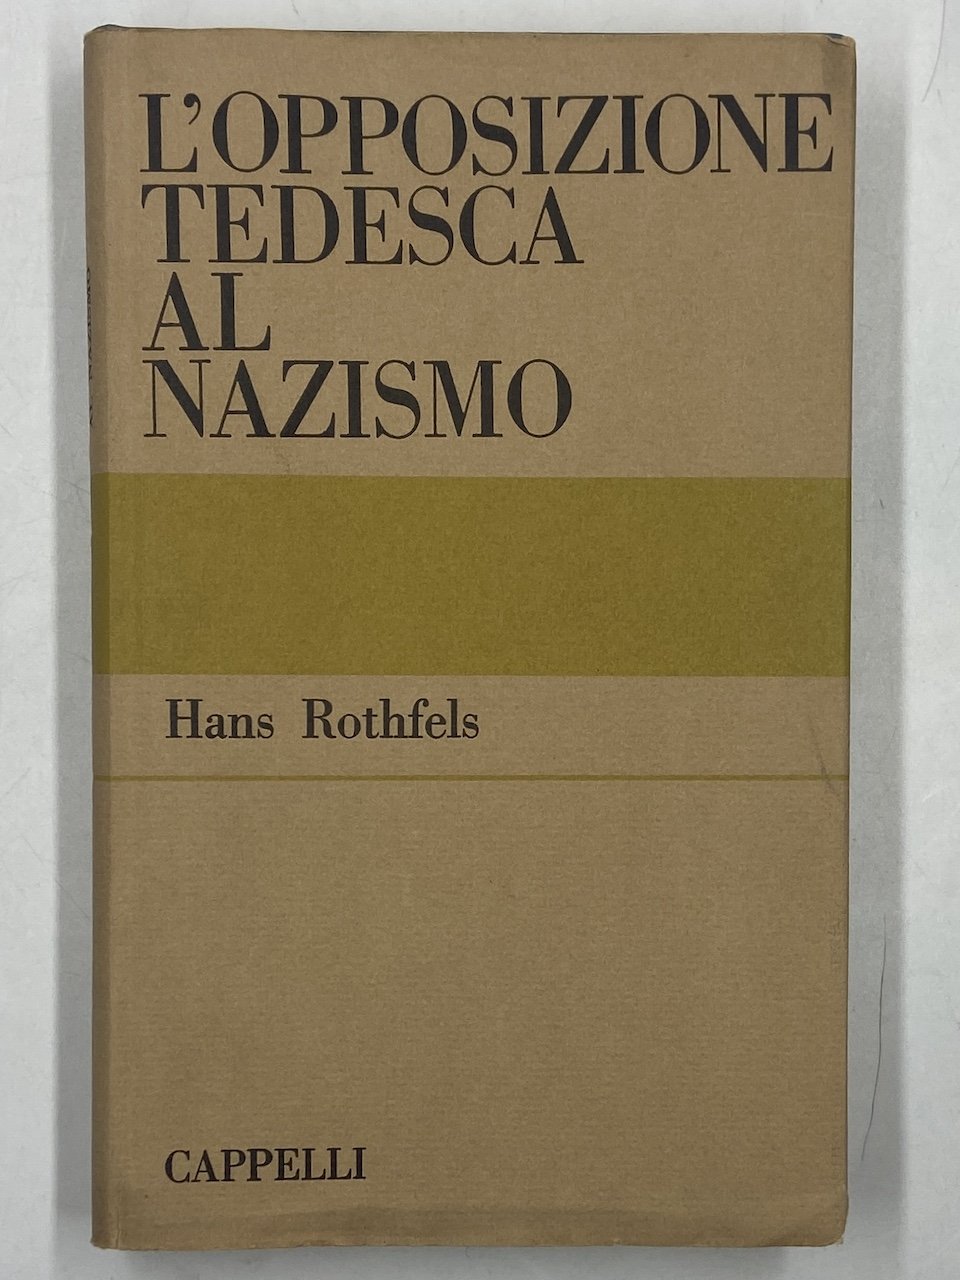 L'OPPOSIZIONE
TEDESCA
AL
NAZISMO
Hans Rothfels
CAPPELLI